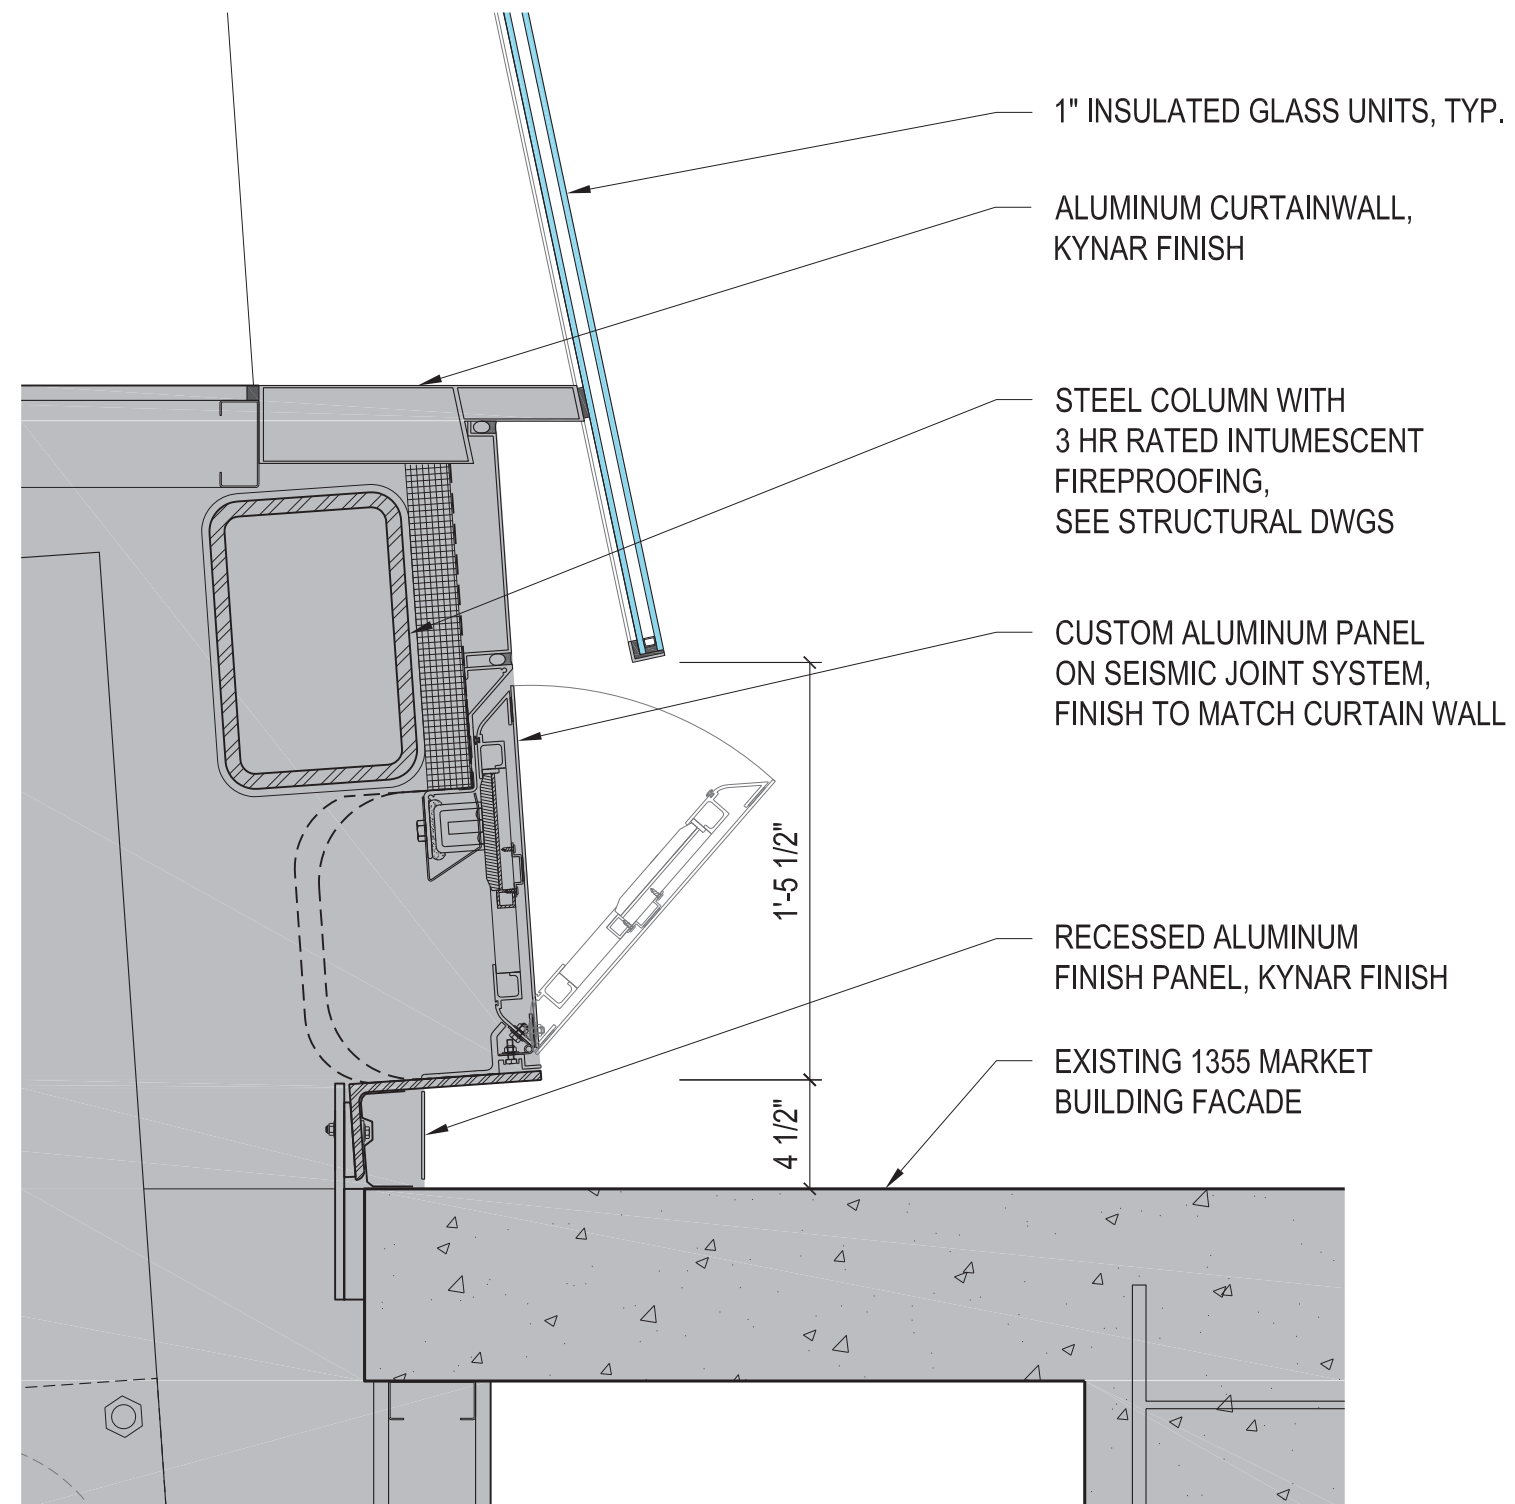 1" INSULATED GLASS UNITS, TYP.
ALUMINUM CURTAINWALL,
KYNAR FINISH
STEEL COLUMN WITH
3 HR RATED INTUMESCENT
FIREPROOFING,
SEE STRUCTURAL DWGS
CUSTOM ALUMINUM PANEL
ON SEISMIC JOINT SYSTEM,
FINISH TO MATCH CURTAIN WALL
1'-5 1/2"
RECESSED ALUMINUM
FINISH PANEL, KYNAR FINISH
EXISTING 1355 MARKET
BUILDING FACADE
4 1/2"